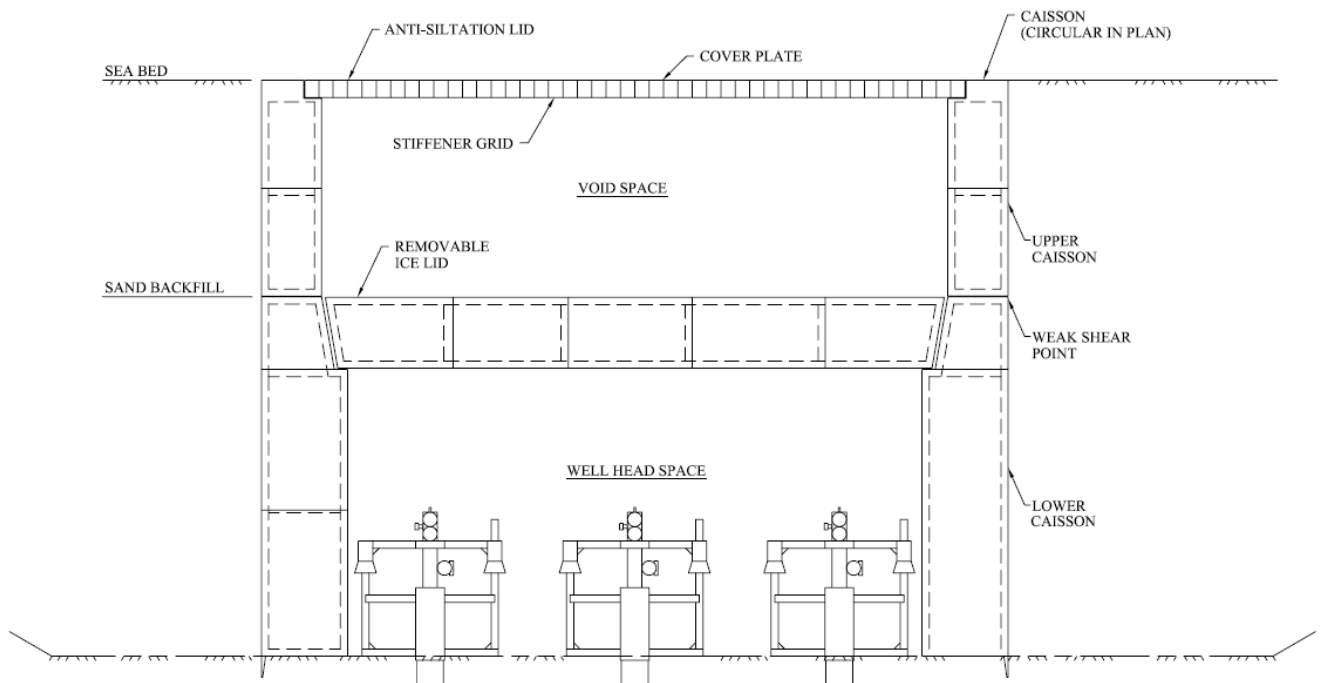 ANTI-SILTATION LID
CAISSON
(CIRCULAR IN PLAN)
COVER PLATE
SEA BED
STIFFENER GRID
VOID SPACE
REMOVABLE
ICE LID
UPPER
CAISSON
SAND BACKFILL
WEAK SHEAR
POINT
WELL HEAD SPACE
LOWER
CAISSON